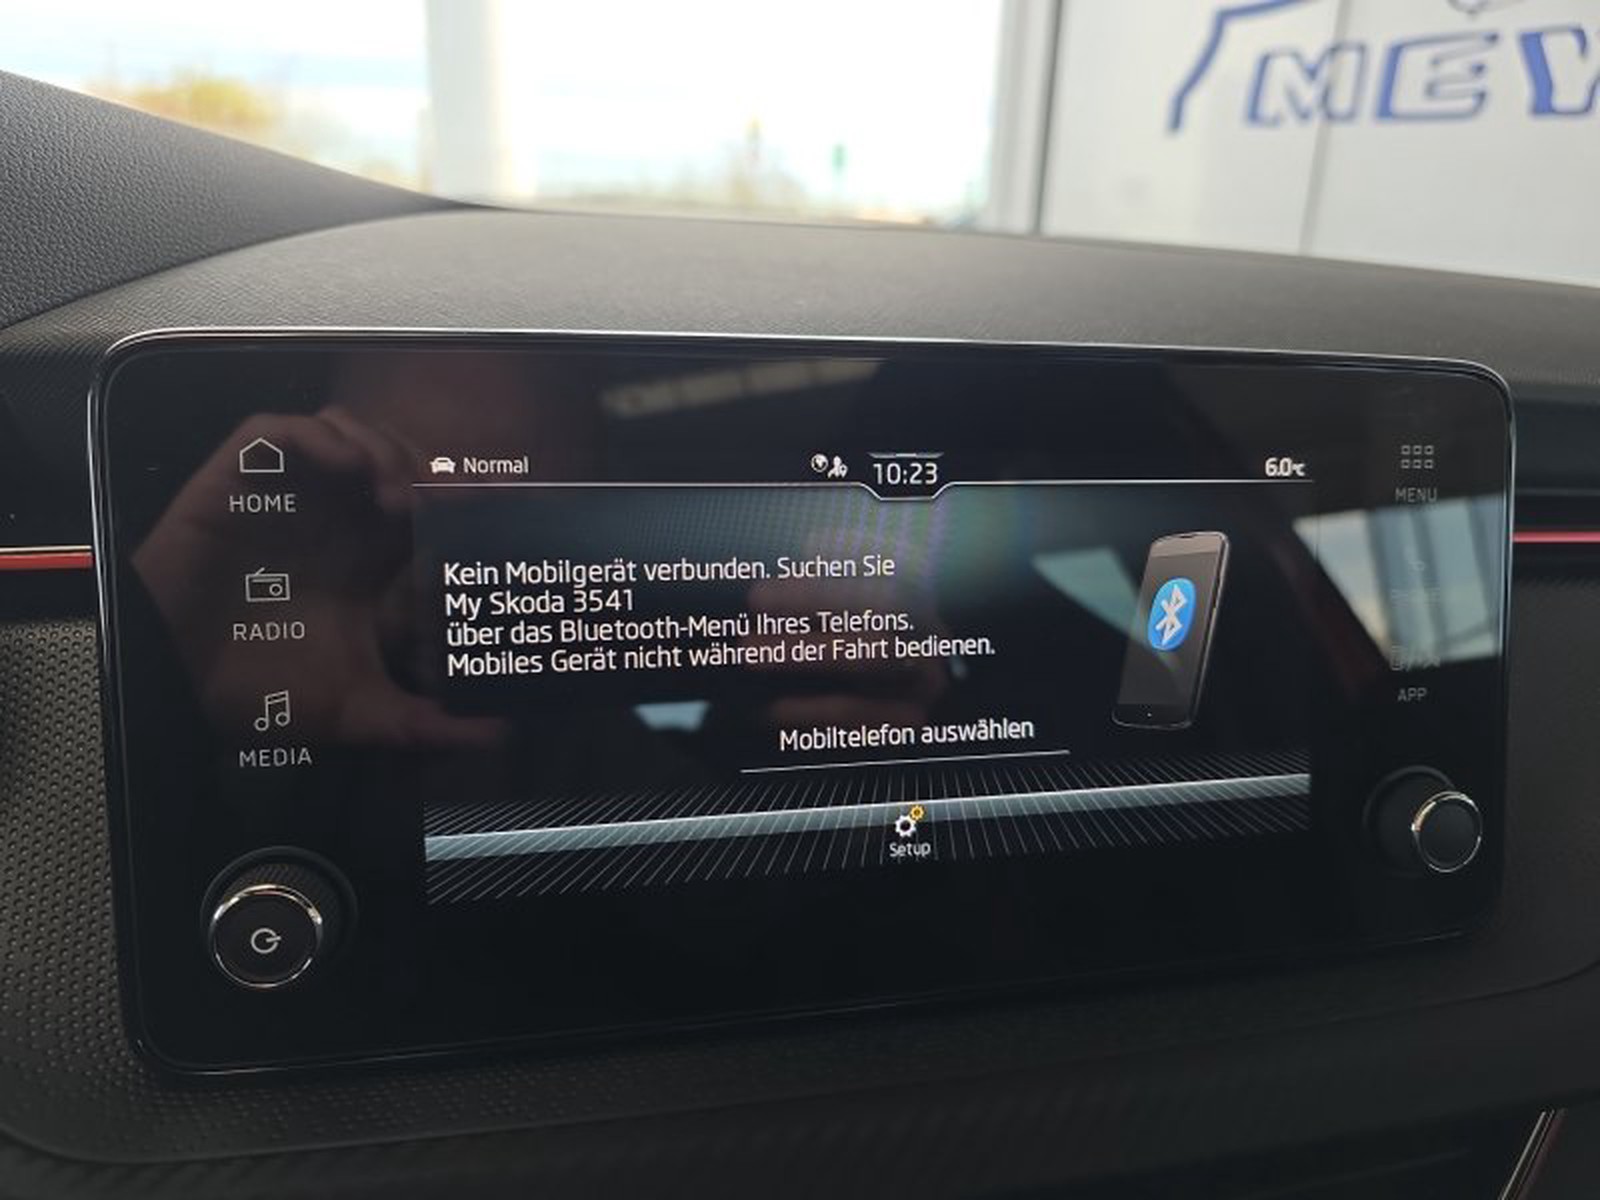 MEY
Normal
10:23
6.0°C
HOME
MENU
Kein Mobilgerät verbunden. Suchen Sie
My Skoda 3541
über das Bluetooth-Menü Ihres Telefons.
Mobiles Gerät nicht während der Fahrt bedienen.
RADIO
APP
MEDIA
Mobiltelefon auswählen
Setup